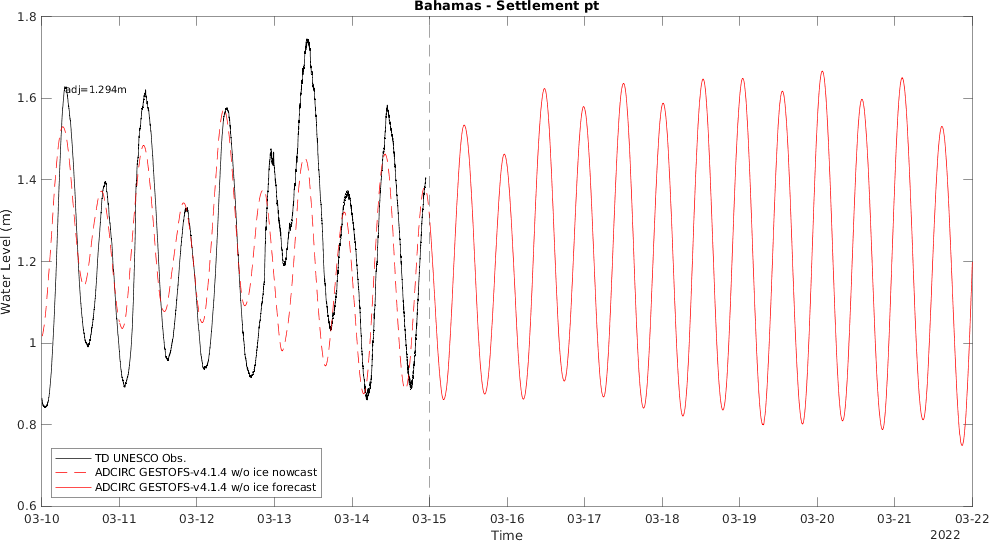 Bahamas - Settlement pt
1.8
1.6
1.4
1.2
1
0.8
0.6
Water Level (m)
adj=1.294m
TD UNESCO Obs.
ADCIRC GESTOFS-v4.1.4 w/o ice nowcast
ADCIRC GESTOFS-v4.1.4 w/o ice forecast
03-10 03-11 03-12 03-13 03-14 03-15 03-16 03-17 03-18 03-19 03-20 03-21 03-22
Time
2022